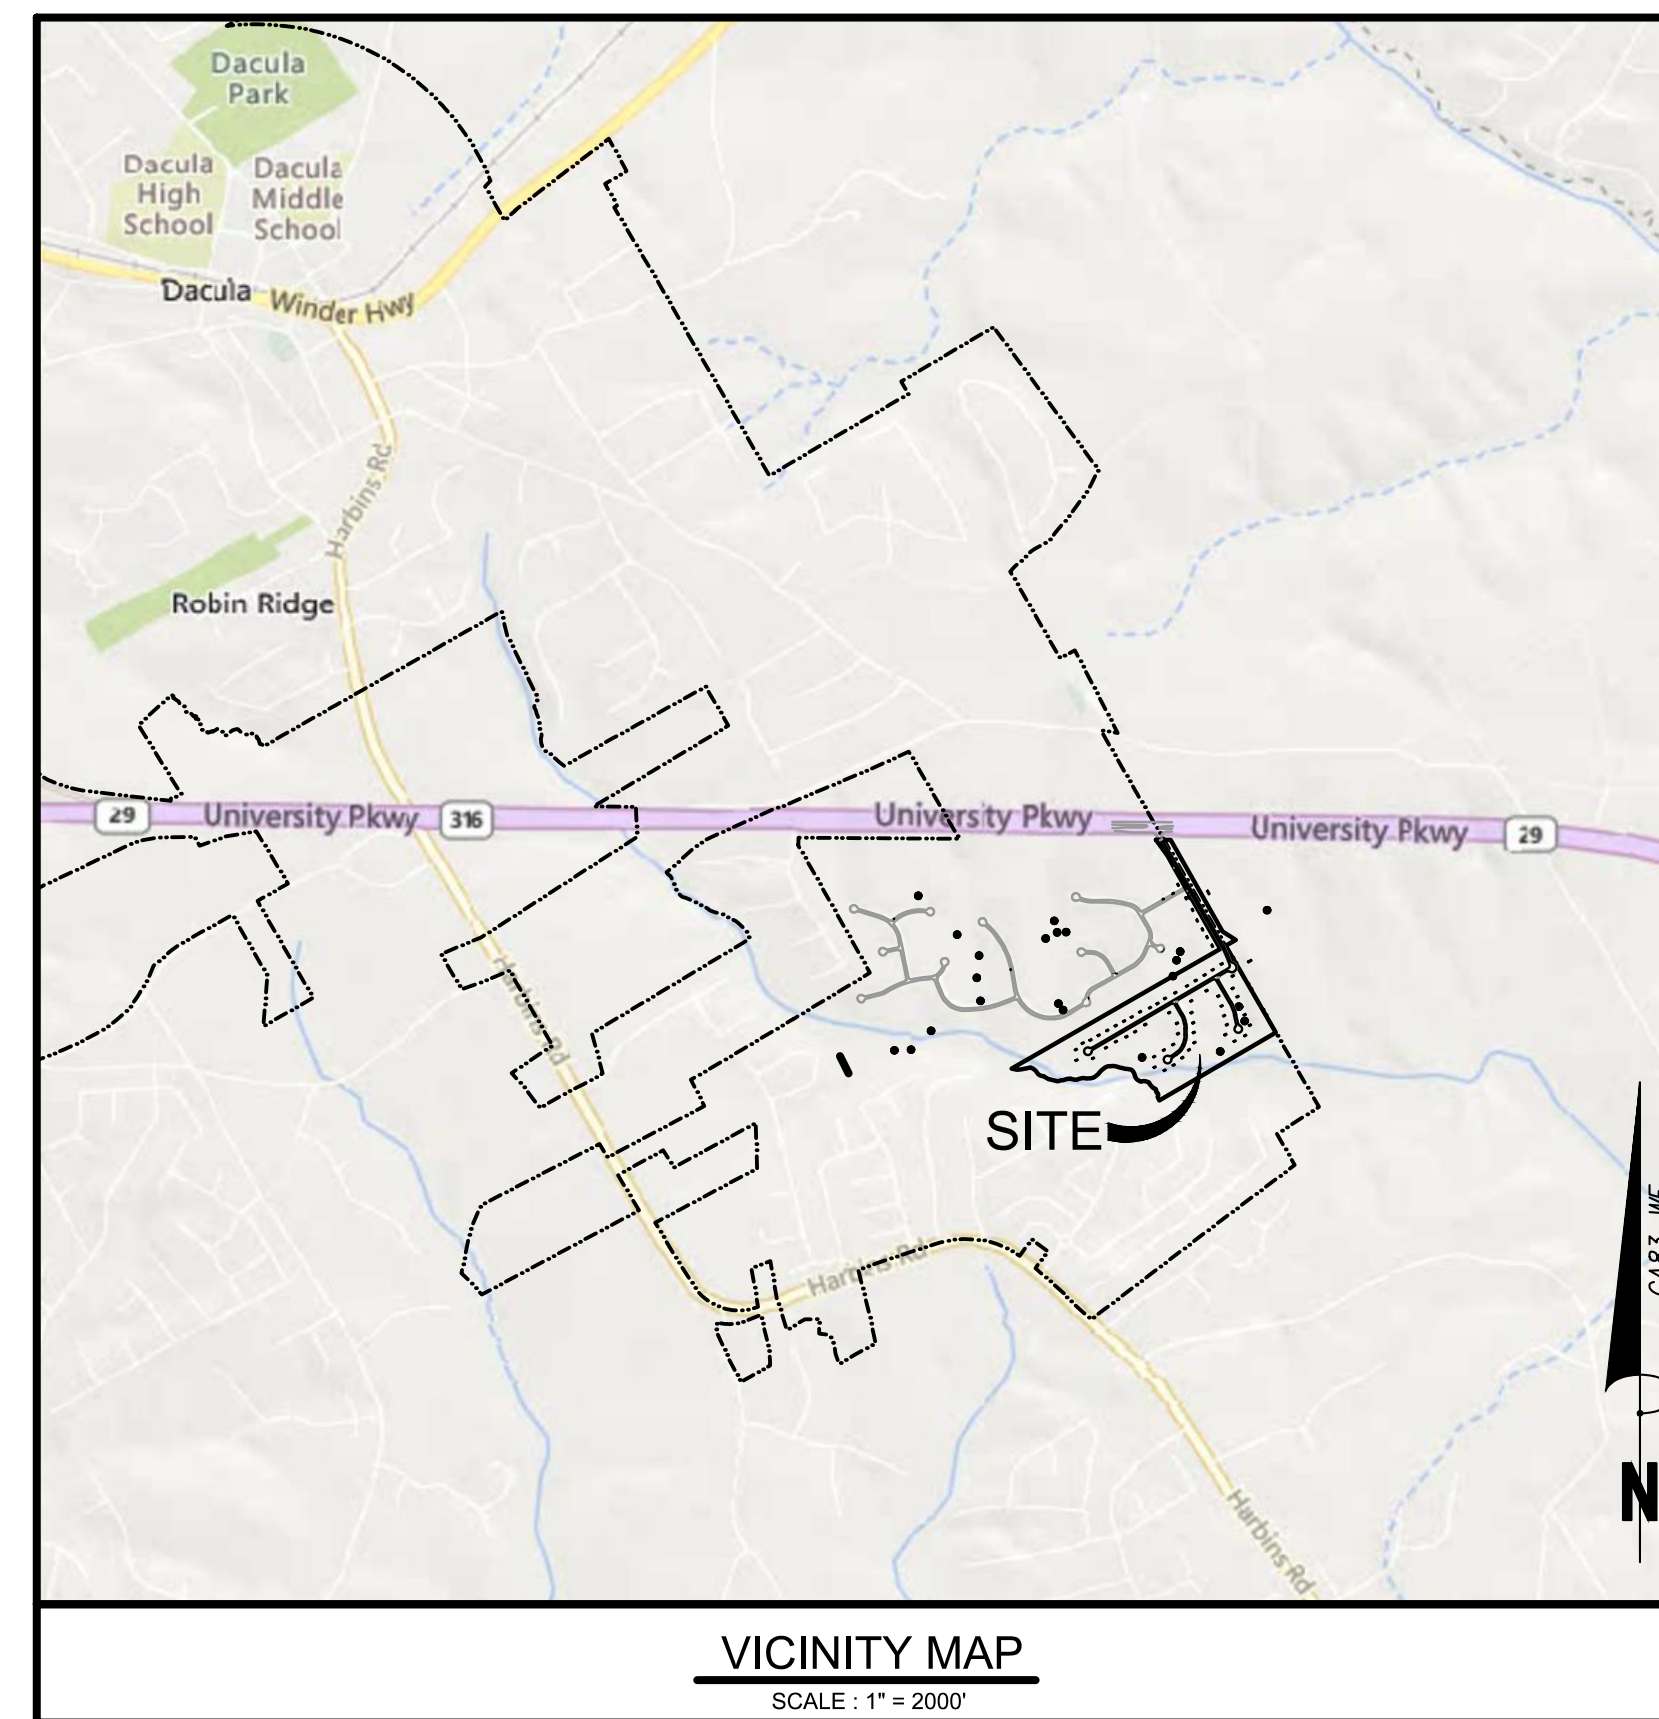 Dacula
Park
Dacula
High
School
Dacula
Middle
School
Dacula
Winder Hwy
Harbins Rd
Robin Ridge
29
University Pkwy
316
University Pkwy
University Pkwy
29
Harbins Rd
SITE
Harbins Rd
Harbins Rd
N
VICINITY MAP
SCALE : 1" = 2000'